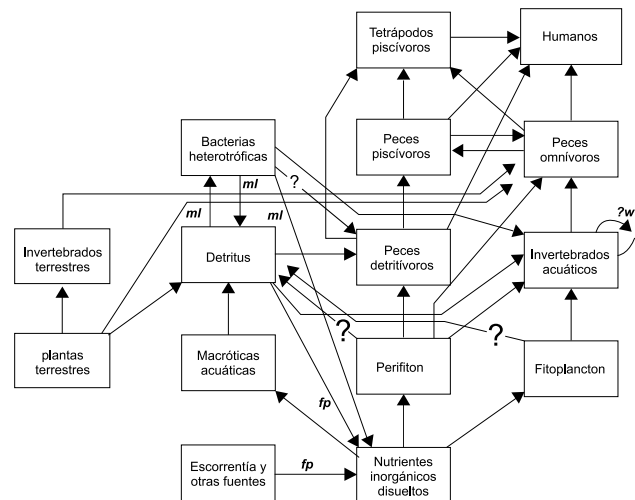 Tetrápodos
piscívoros
Humanos
Bacterias
heterotróficas
Peces
piscívoros
Peces
omnívoros
ml
?
ml
ml
?w
Invertebrados
terrestres
Detritus
Peces
detritívoros
Invertebrados
acuáticos
?
?
plantas
terrestres
Macróticas
acuáticas
Perifiton
Fitoplancton
fp
Escorrentía y
otras fuentes
fp
Nutrientes
inorgánicos
disueltos